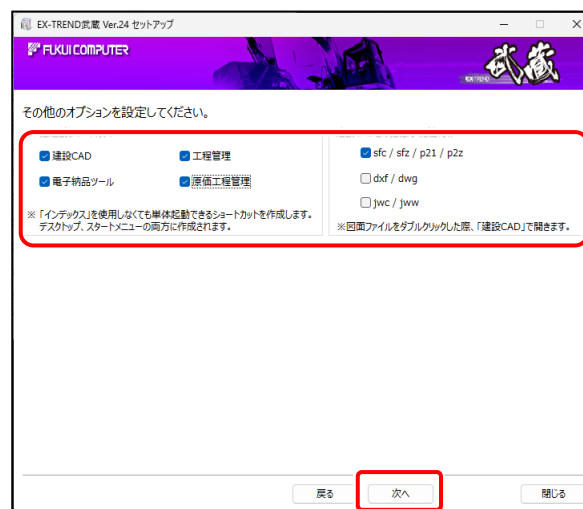 EX-TREND武蔵 Ver.24 セットアップ
FUKUI COMPUTER
EX-TREND 武蔵
その他のオプションを設定してください。
建設CAD
工程管理
電子納品ツール
原価工程管理
※「インデックス」を使用しなくても単体起動できるショートカットを作成します。
デスクトップ、スタートメニューの両方に作成されます。
sfc / sfz / p21 / p2z
dxf / dwg
jwc / jww
※図面ファイルをダブルクリックした際、「建設CAD」で開きます。
戻る
次へ
閉じる